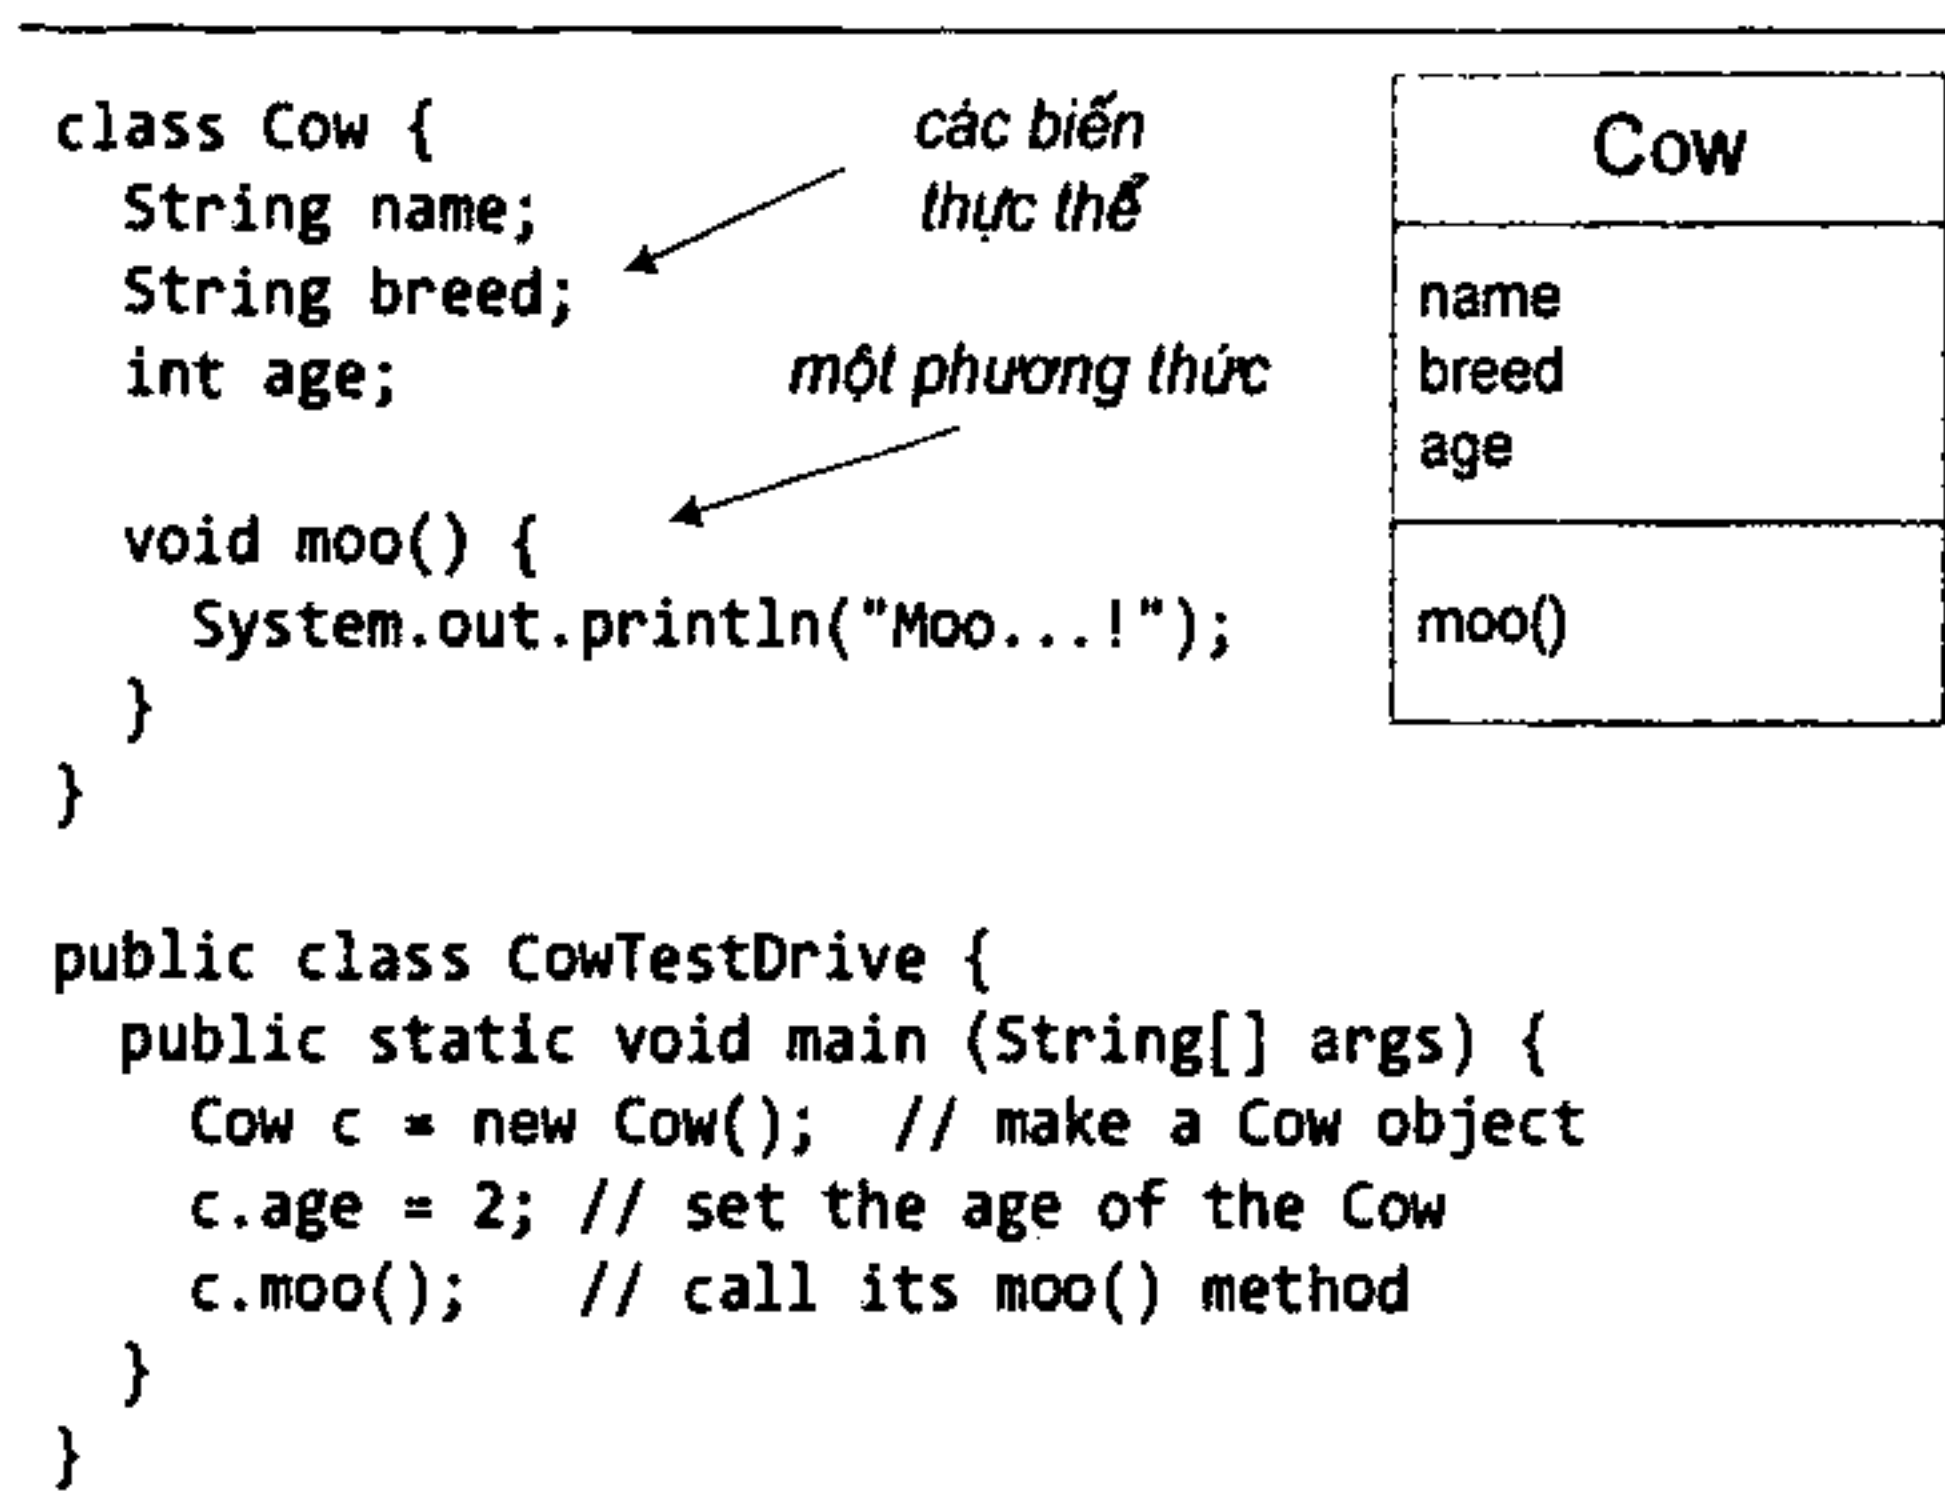 class Cow {
  String name;
  String breed;
  int age;

  void moo() {
    System.out.println("Moo...!");
  }
}
các biến
thực thể
một phương thức
Cow
name
breed
age
moo()

public class CowTestDrive {
  public static void main (String[] args) {
    Cow c = new Cow();  // make a Cow object
    c.age = 2; // set the age of the Cow
    c.moo();   // call its moo() method
  }
}